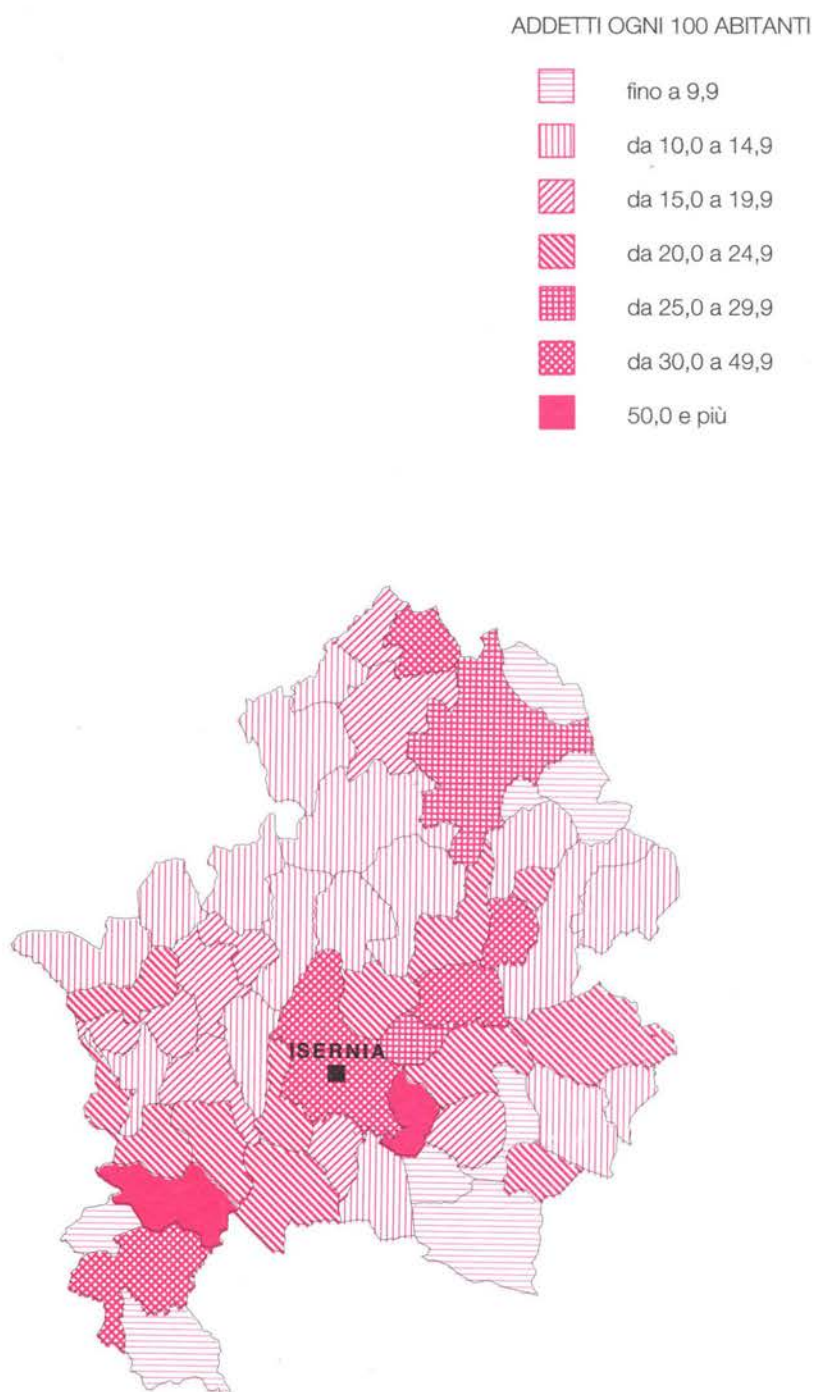 ADDETTI OGNI 100 ABITANTI
fino a 9,9
da 10,0 a 14,9
da 15,0 a 19,9
da 20,0 a 24,9
da 25,0 a 29,9
da 30,0 a 49,9
50,0 e più
ISERNIA